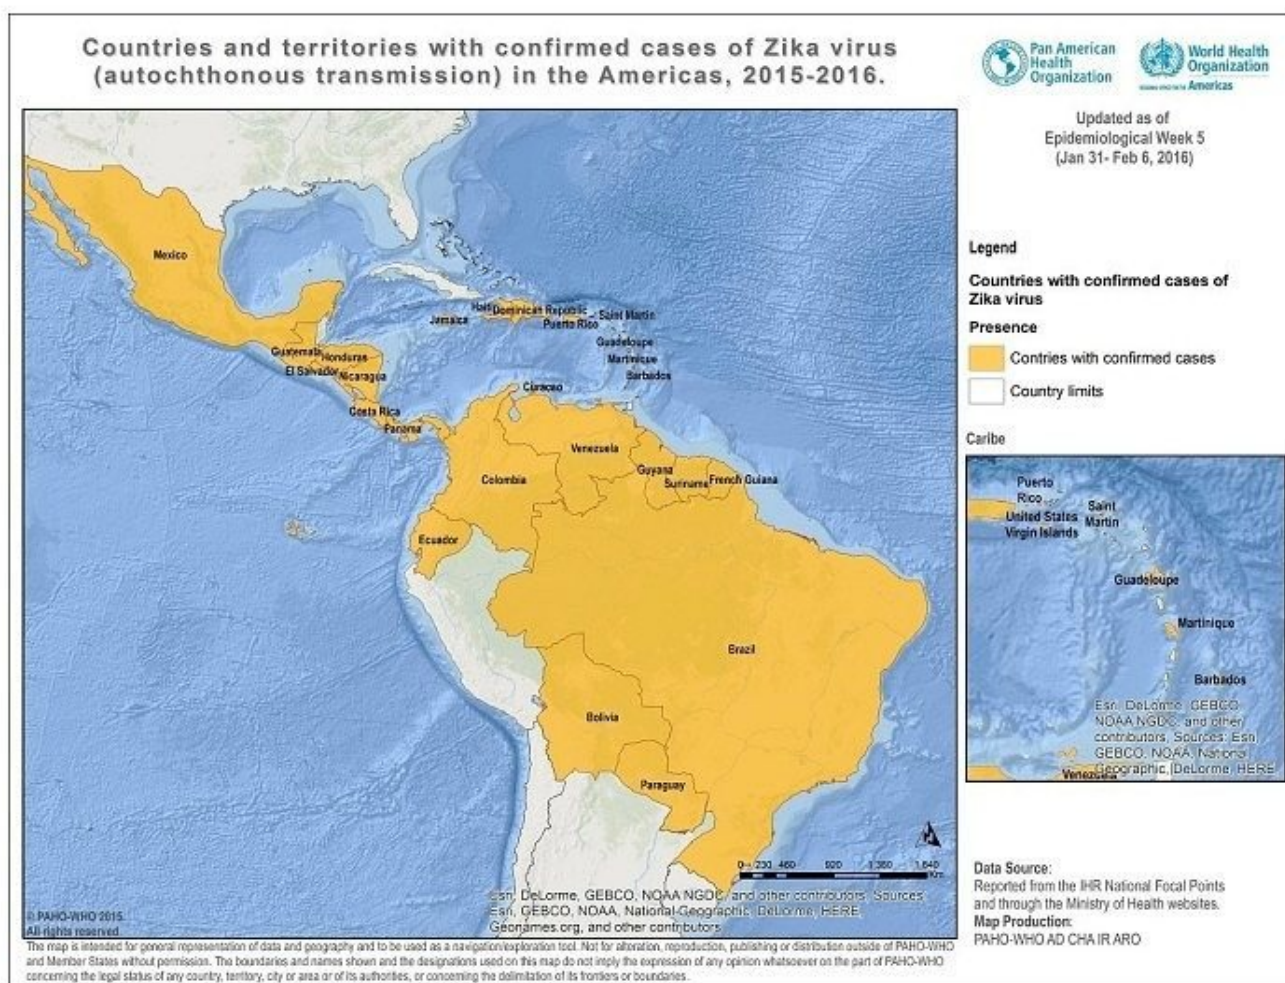 Countries and territories with confirmed cases of Zika virus
(autochthonous transmission) in the Americas, 2015-2016.
Pan American
Health
Organization
World Health
Organization
Americas
Updated as of
Epidemiological Week 5
(Jan 31- Feb 6, 2016)
Legend
Countries with confirmed cases of
Zika virus
Presence
Contries with confirmed cases
Country limits
Mexico
Haiti
Dominican Republic
Jamaica
Puerto Rico
Saint Martin
Guadeloupe
Martinique
Barbados
Guatemala
Honduras
El Salvador
Nicaragua
Curacao
Costa Rica
Panama
Venezuela
Colombia
Guyana
Suriname
French Guiana
Ecuador
Brazil
Bolivia
Paraguay
0 230 460 920 1.380 1.840
Km
Esri, DeLorme, GEBCO, NOAA NGDC, and other contributors, Sources:
Esri, GEBCO, NOAA, National Geographic, DeLorme, HERE,
Geonames.org, and other contributors
© PAHO-WHO 2015.
All rights reserved
Caribe
Puerto
Rico
United States
Virgin Islands
Saint
Martin
Guadeloupe
Martinique
Barbados
Esri, DeLorme, GEBCO,
NOAA NGDC, and other
contributors, Sources: Esri,
GEBCO, NOAA, National
Geographic, DeLorme, HERE
Venezuela
Data Source:
Reported from the IHR National Focal Points
and through the Ministry of Health websites.
Map Production:
PAHO-WHO AD CHA IR ARO
The map is intended for general representation of data and geography and to be used as a navigation/exploration tool. Not for alteration, reproduction, publishing or distribution outside of PAHO-WHO
and Member States without permission. The boundaries and names shown and the designations used on this map do not imply the expression of any opinion whatsoever on the part of PAHO-WHO
concerning the legal status of any country, territory, city or area or of its authorities, or concerning the delimitation of its frontiers or boundaries.